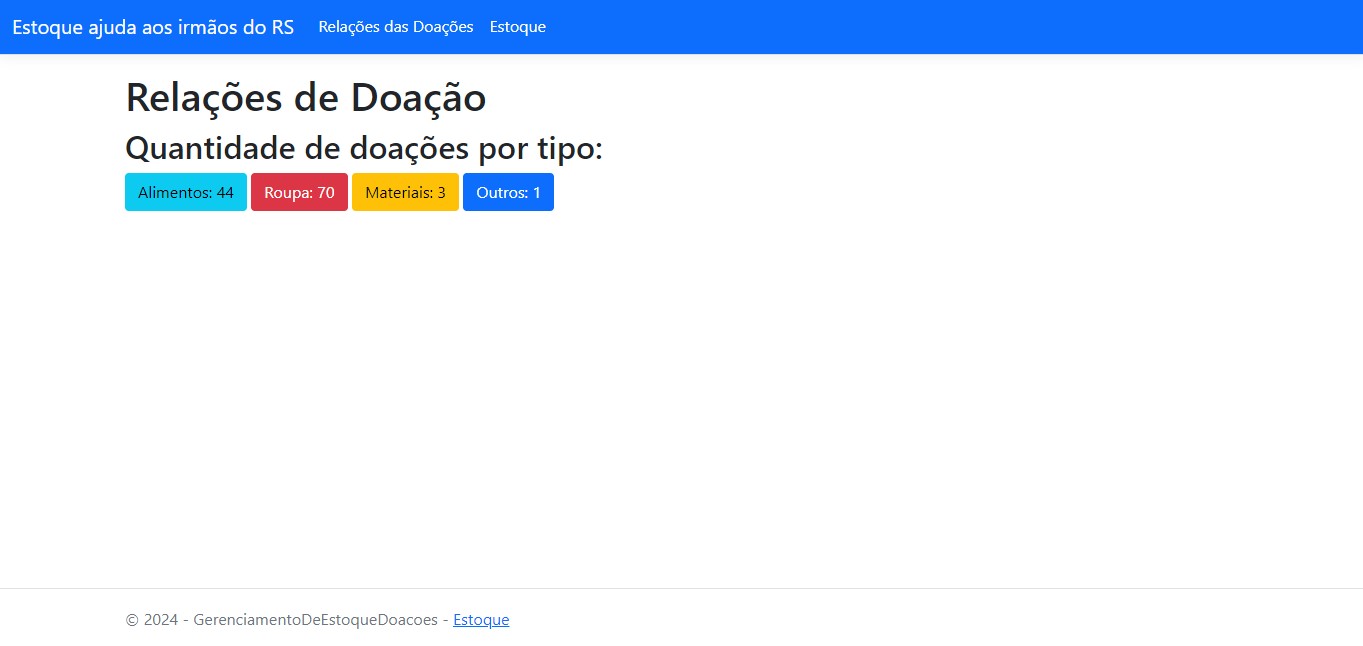 Estoque ajuda aos irmãos do RS Relações das Doações Estoque
Relações de Doação
Quantidade de doações por tipo:
Alimentos: 44 Roupa: 70 Materiais: 3 Outros: 1
© 2024 - GerenciamentoDeEstoqueDoacoes - Estoque